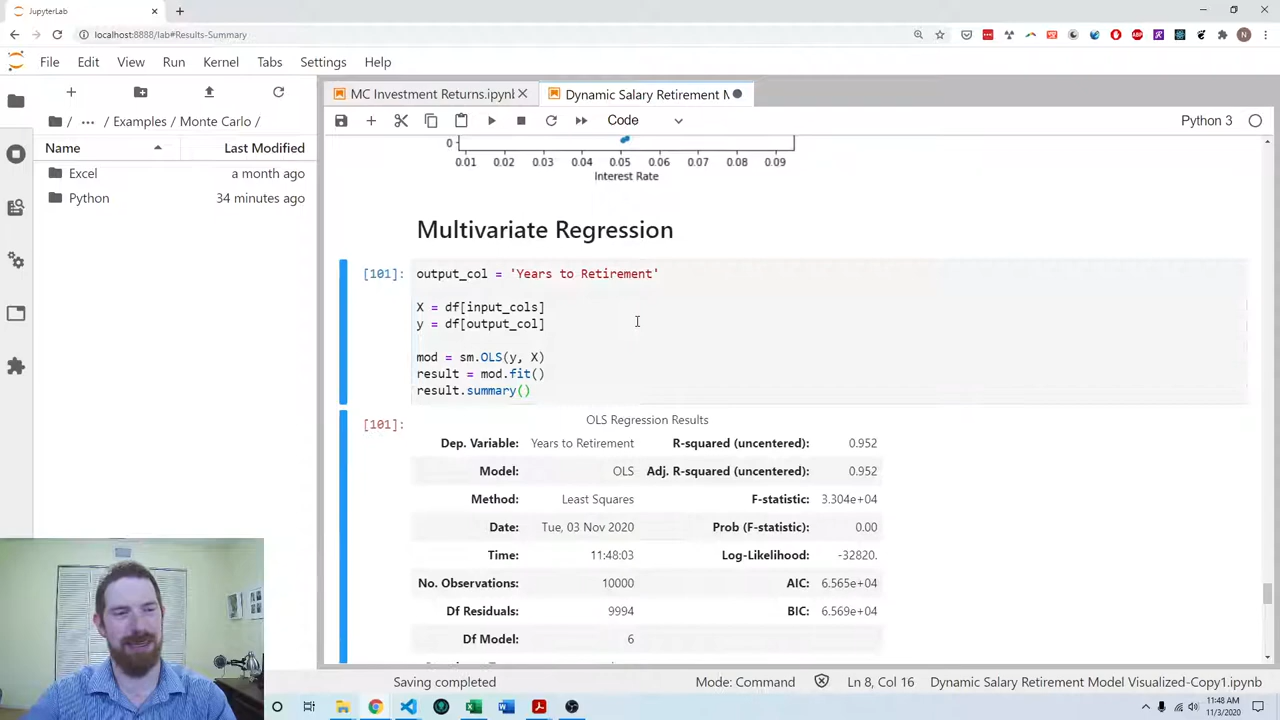 JupyterLab
localhost:8888/lab#Results-Summary
File Edit View Run Kernel Tabs Settings Help
MC Investment Returns.ipynb
Dynamic Salary Retirement M
/ ... / Examples / Monte Carlo /
Code
Python 3
Name Last Modified
Excel a month ago
Python 34 minutes ago
0
0.01 0.02 0.03 0.04 0.05 0.06 0.07 0.08 0.09
Interest Rate
Multivariate Regression
[101]:
output_col = 'Years to Retirement'
X = df[input_cols]
y = df[output_col]
mod = sm.OLS(y, X)
result = mod.fit()
result.summary()
[101]:
OLS Regression Results
Dep. Variable: Years to Retirement R-squared (uncentered): 0.952
Model: OLS Adj. R-squared (uncentered): 0.952
Method: Least Squares F-statistic: 3.304e+04
Date: Tue, 03 Nov 2020 Prob (F-statistic): 0.00
Time: 11:48:03 Log-Likelihood: -32820.
No. Observations: 10000 AIC: 6.565e+04
Df Residuals: 9994 BIC: 6.569e+04
Df Model: 6
Saving completed
Mode: Command
Ln 8, Col 16
Dynamic Salary Retirement Model Visualized-Copy1.ipynb
11:48 AM
11/3/2020